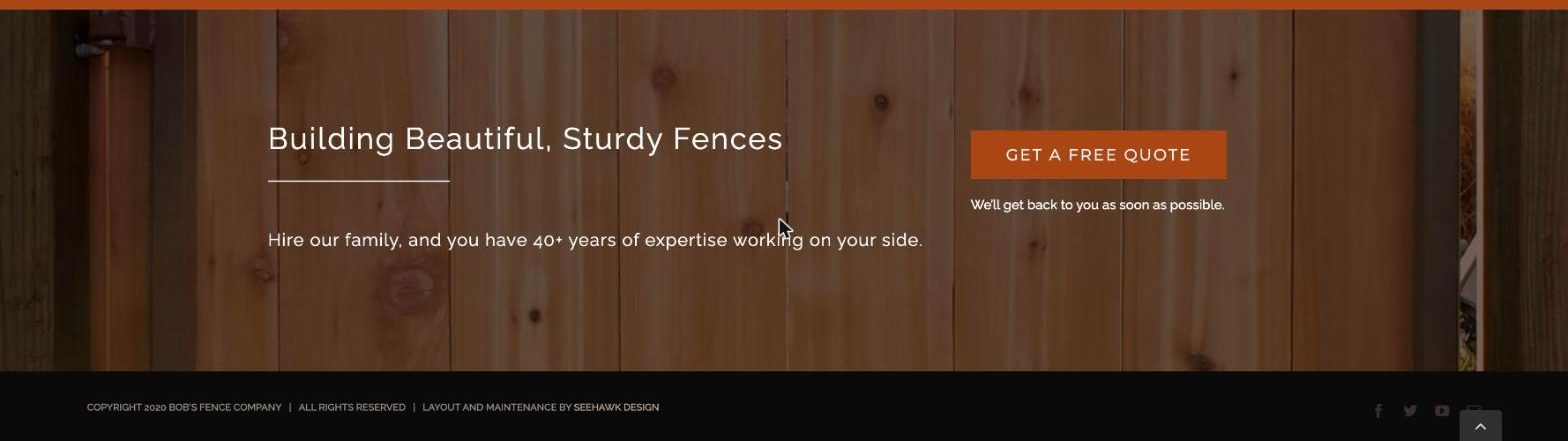 Building Beautiful, Sturdy Fences
GET A FREE QUOTE
We'll get back to you as soon as possible.
Hire our family, and you have 40+ years of expertise working on your side.
COPYRIGHT 2020 BOB'S FENCE COMPANY | ALL RIGHTS RESERVED | LAYOUT AND MAINTENANCE BY SEEHAWK DESIGN